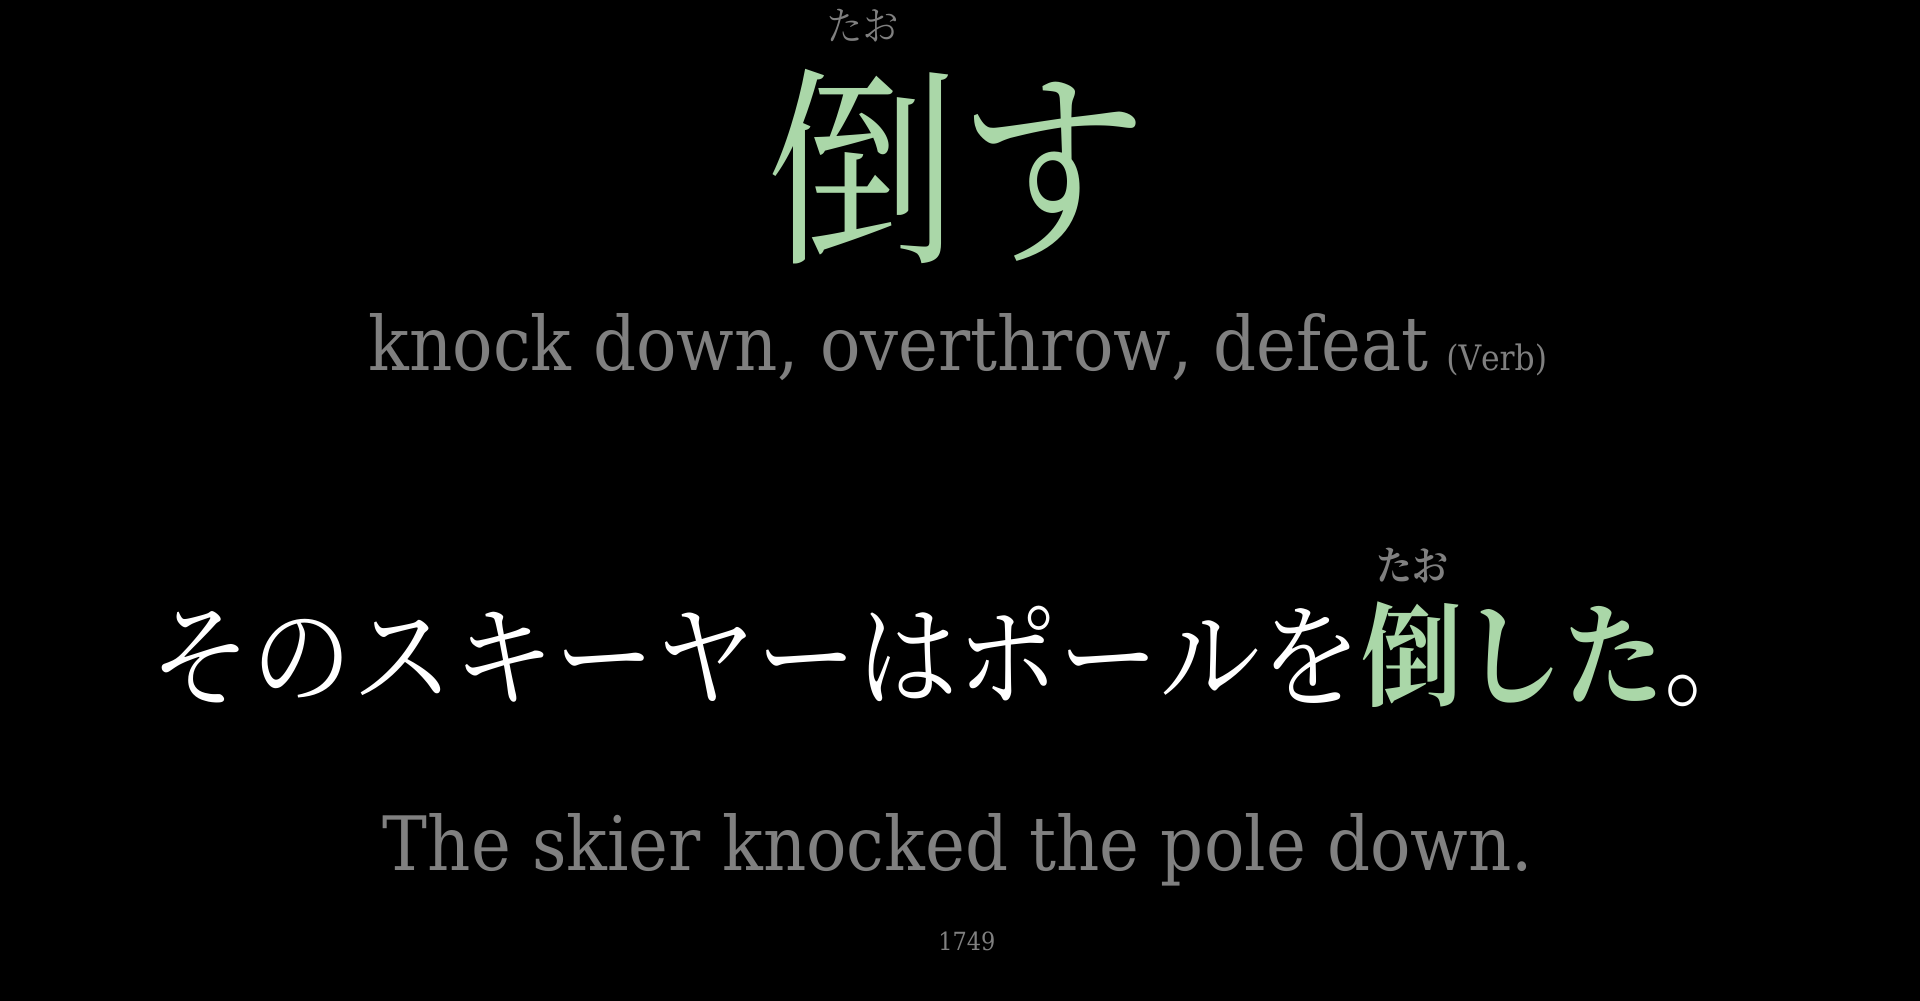 たお
倒す
knock down, overthrow, defeat (Verb)
たお
そのスキーヤーはポールを倒した。
The skier knocked the pole down.
1749